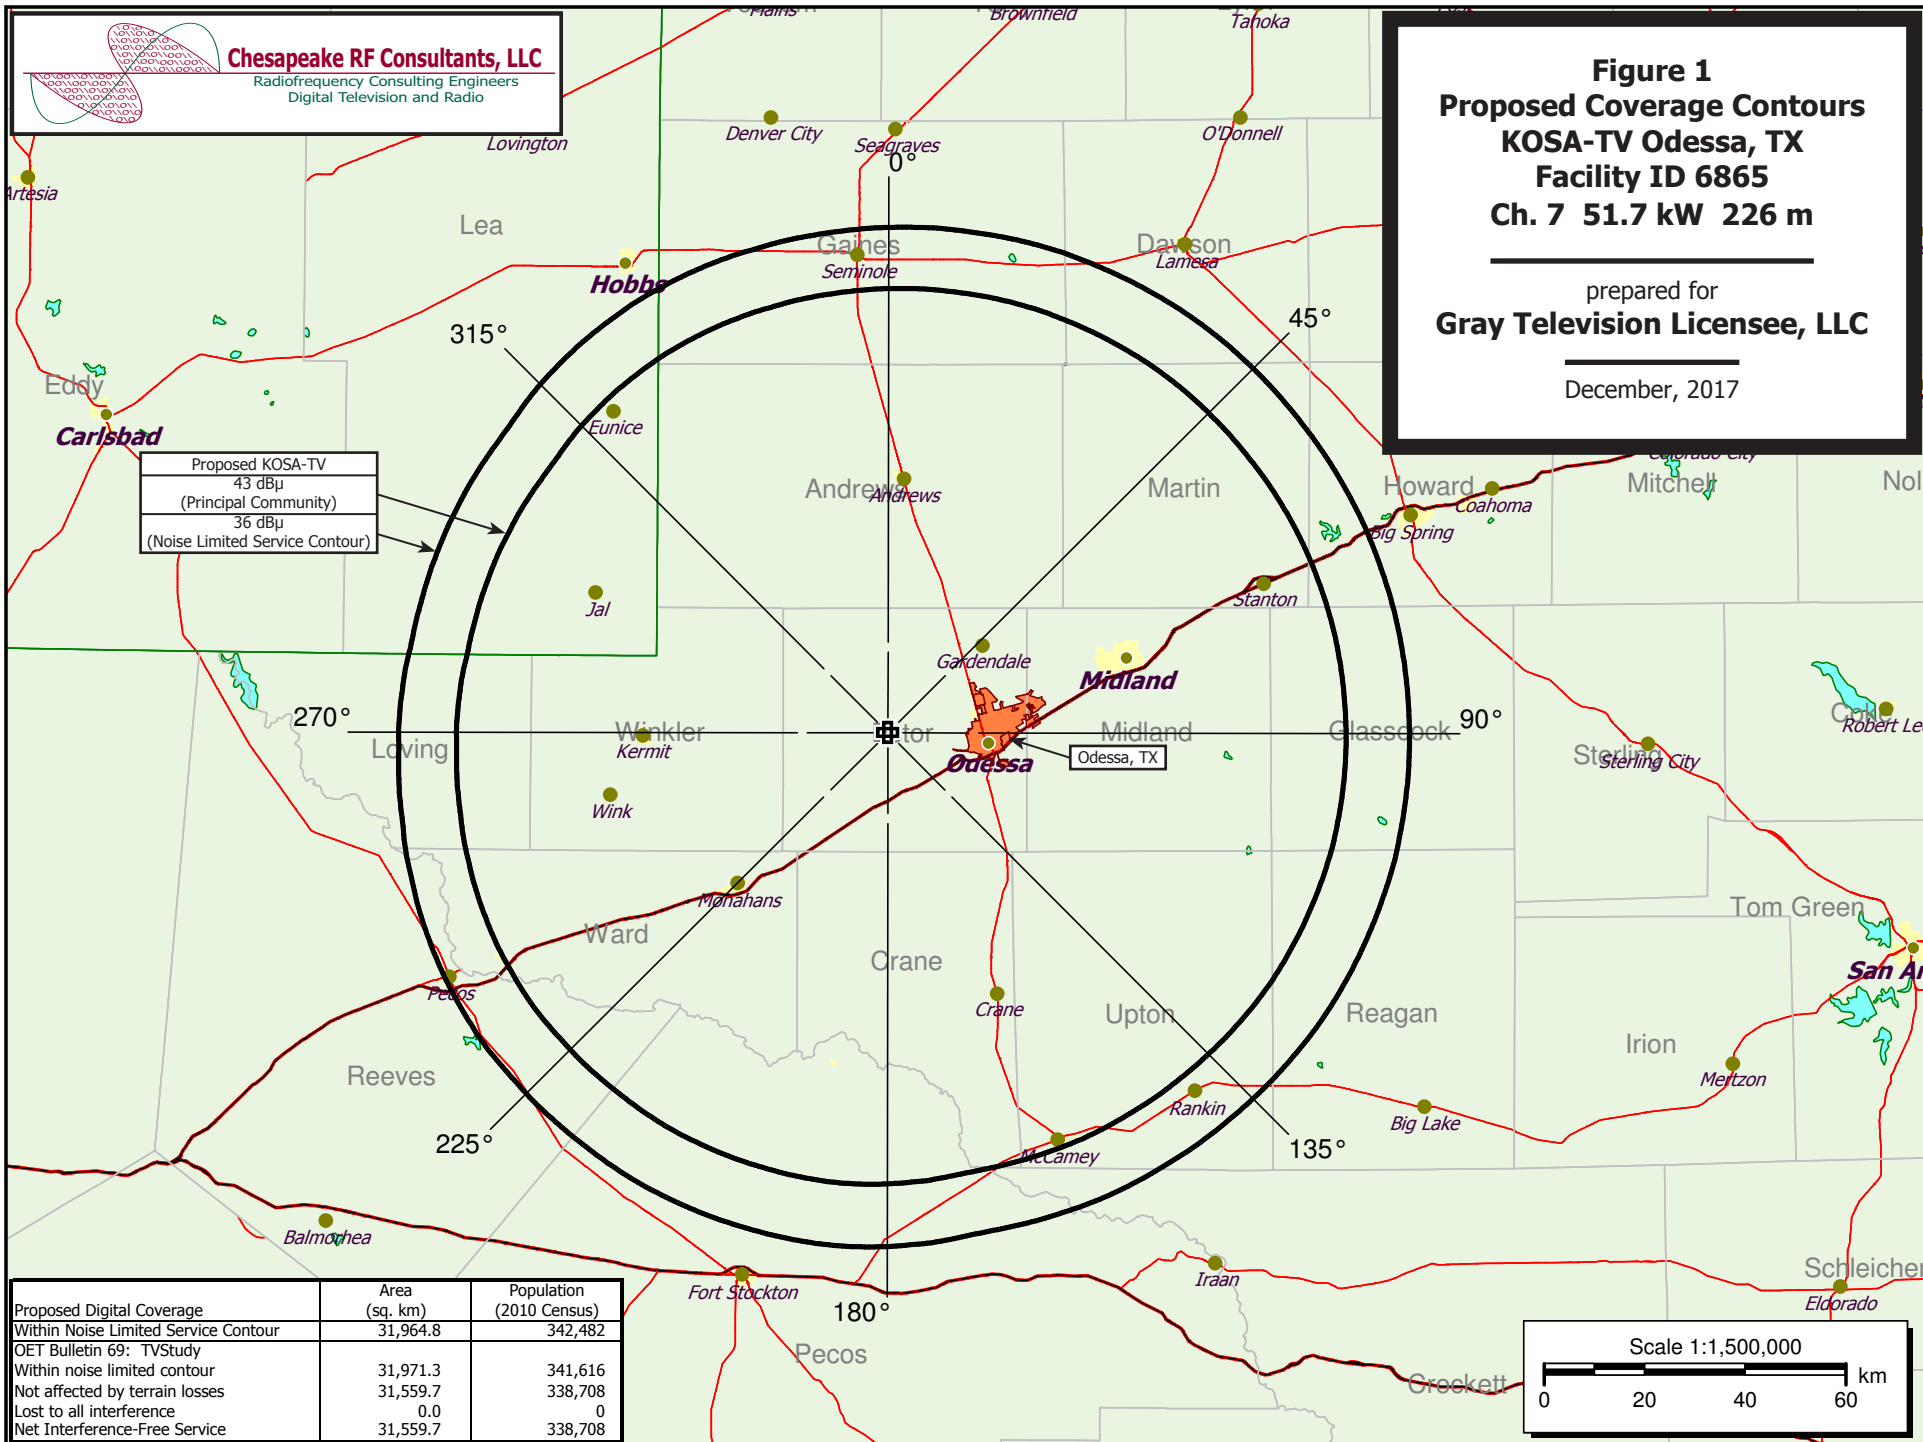 Chesapeake RF Consultants, LLC
Radiofrequency Consulting Engineers
Digital Television and Radio
Figure 1
Proposed Coverage Contours
KOSA-TV Odessa, TX
Facility ID 6865
Ch. 7 51.7 kW 226 m
prepared for
Gray Television Licensee, LLC
December, 2017
Plains
Brownfield
Tahoka
Lovington
Denver City
Seagraves
O'Donnell
Artesia
0°
Lea
Gaines
Dawson
Seminole
Lamesa
Hobbs
315°
45°
Eddy
Eunice
Carlsbad
Proposed KOSA-TV
43 dBµ
(Principal Community)
36 dBµ
(Noise Limited Service Contour)
Andrews
Andrews
Martin
Howard
Mitchell
Colorado City
Nol
Coahoma
Big Spring
Jal
Stanton
Gardendale
Midland
270°
90°
Loving
Winkler
Kermit
tor
Midland
Glasscock
Odessa
Odessa, TX
Sterling
Sterling City
Coke
Robert Lee
Wink
Monahans
Ward
Crane
Crane
Tom Green
San An
Pecos
Upton
Reagan
Irion
Reeves
Mertzon
Rankin
Big Lake
225°
135°
McCamey
Balmorhea
Fort Stockton
180°
Iraan
Schleicher
Eldorado
Pecos
Crockett
Proposed Digital Coverage Area (sq. km) Population (2010 Census)
Within Noise Limited Service Contour 31,964.8 342,482
OET Bulletin 69: TVStudy
Within noise limited contour 31,971.3 341,616
Not affected by terrain losses 31,559.7 338,708
Lost to all interference 0.0 0
Net Interference-Free Service 31,559.7 338,708
Scale 1:1,500,000
km
0 20 40 60